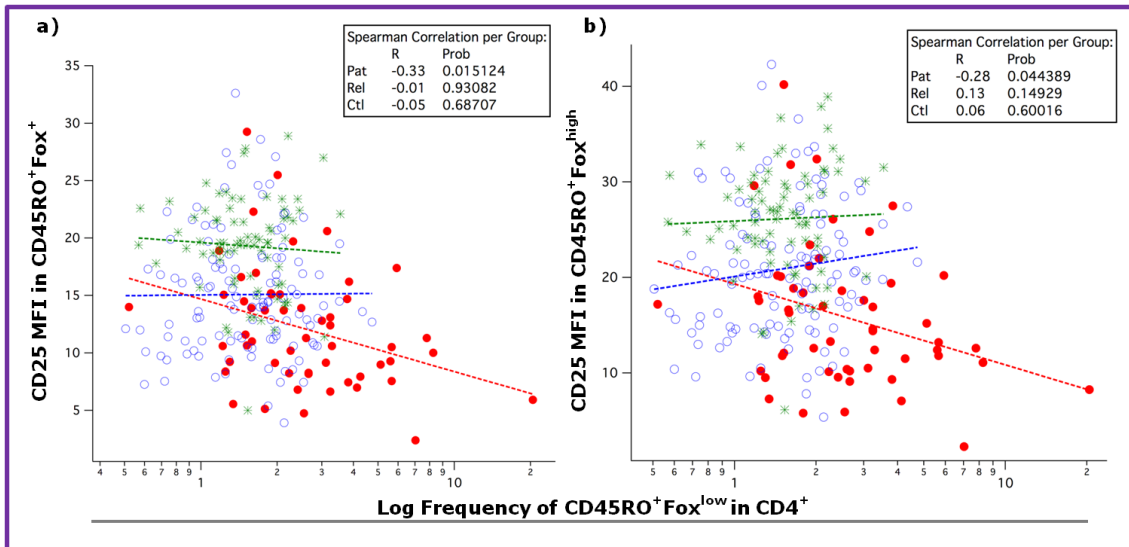 a)
Spearman Correlation per Group:
R Prob
Pat -0.33 0.015124
Rel -0.01 0.93082
Ctl -0.05 0.68707
CD25 MFI in CD45RO⁺Fox⁺
35
30
25
20
15
10
5
4 5 6 7 8 9 1 2 3 4 5 6 7 8 9 10 2
b)
Spearman Correlation per Group:
R Prob
Pat -0.28 0.044389
Rel 0.13 0.14929
Ctl 0.06 0.60016
CD25 MFI in CD45RO⁺Fox^high
40
30
20
10
5 6 7 8 9 1 2 3 4 5 6 7 8 9 10 2
Log Frequency of CD45RO⁺Fox^low in CD4⁺